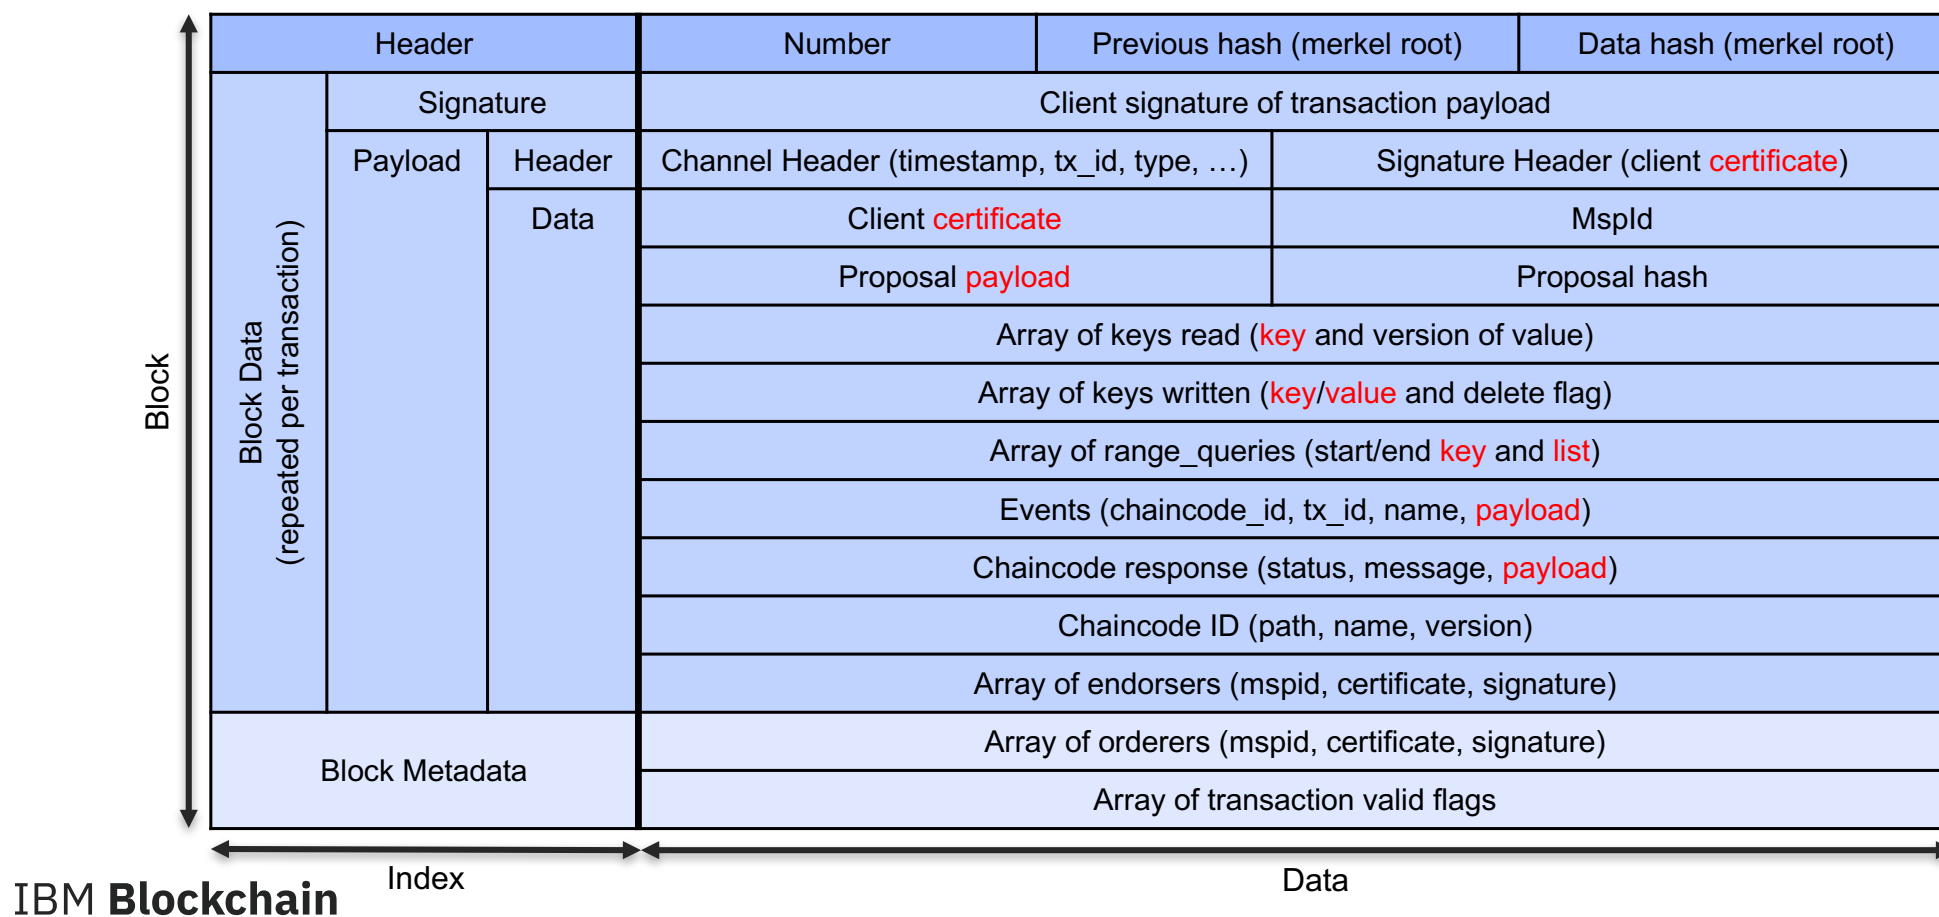 Header
Number
Previous hash (merkel root)
Data hash (merkel root)
Signature
Client signature of transaction payload
Payload
Header
Channel Header (timestamp, tx_id, type, …)
Signature Header (client certificate)
Data
Client certificate
MspId
Proposal payload
Proposal hash
Array of keys read (key and version of value)
Array of keys written (key/value and delete flag)
Array of range_queries (start/end key and list)
Events (chaincode_id, tx_id, name, payload)
Chaincode response (status, message, payload)
Chaincode ID (path, name, version)
Array of endorsers (mspid, certificate, signature)
Block
Block Data
(repeated per transaction)
Block Metadata
Array of orderers (mspid, certificate, signature)
Array of transaction valid flags
Index
Data
IBM Blockchain